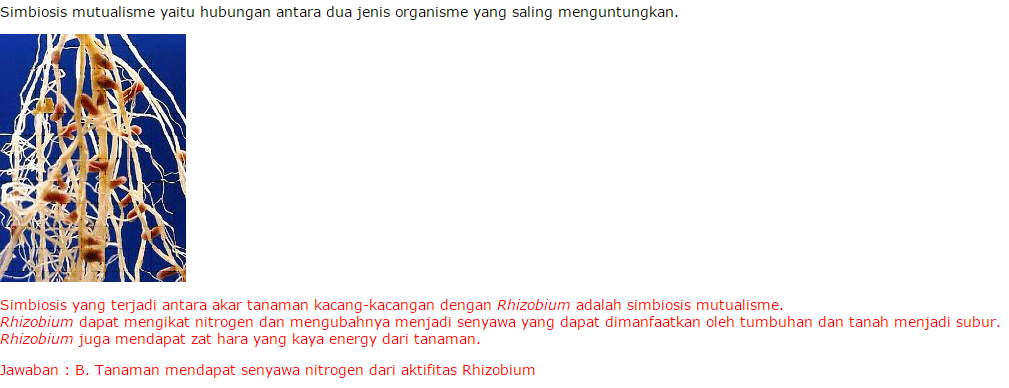 Simbiosis mutualisme yaitu hubungan antara dua jenis organisme yang saling menguntungkan.
Simbiosis yang terjadi antara akar tanaman kacang-kacangan dengan Rhizobium adalah simbiosis mutualisme.
Rhizobium dapat mengikat nitrogen dan mengubahnya menjadi senyawa yang dapat dimanfaatkan oleh tumbuhan dan tanah menjadi subur.
Rhizobium juga mendapat zat hara yang kaya energy dari tanaman.
Jawaban : B. Tanaman mendapat senyawa nitrogen dari aktifitas Rhizobium